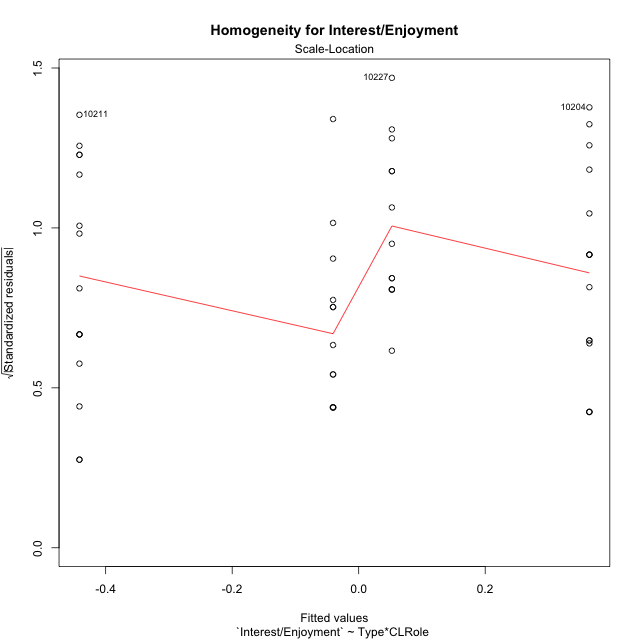 Homogeneity for Interest/Enjoyment
Scale-Location
√|Standardized residuals|
1.5
1.0
0.5
0.0
10211
10227
10204
-0.4 -0.2 0.0 0.2
Fitted values
`Interest/Enjoyment` ~ Type*CLRole